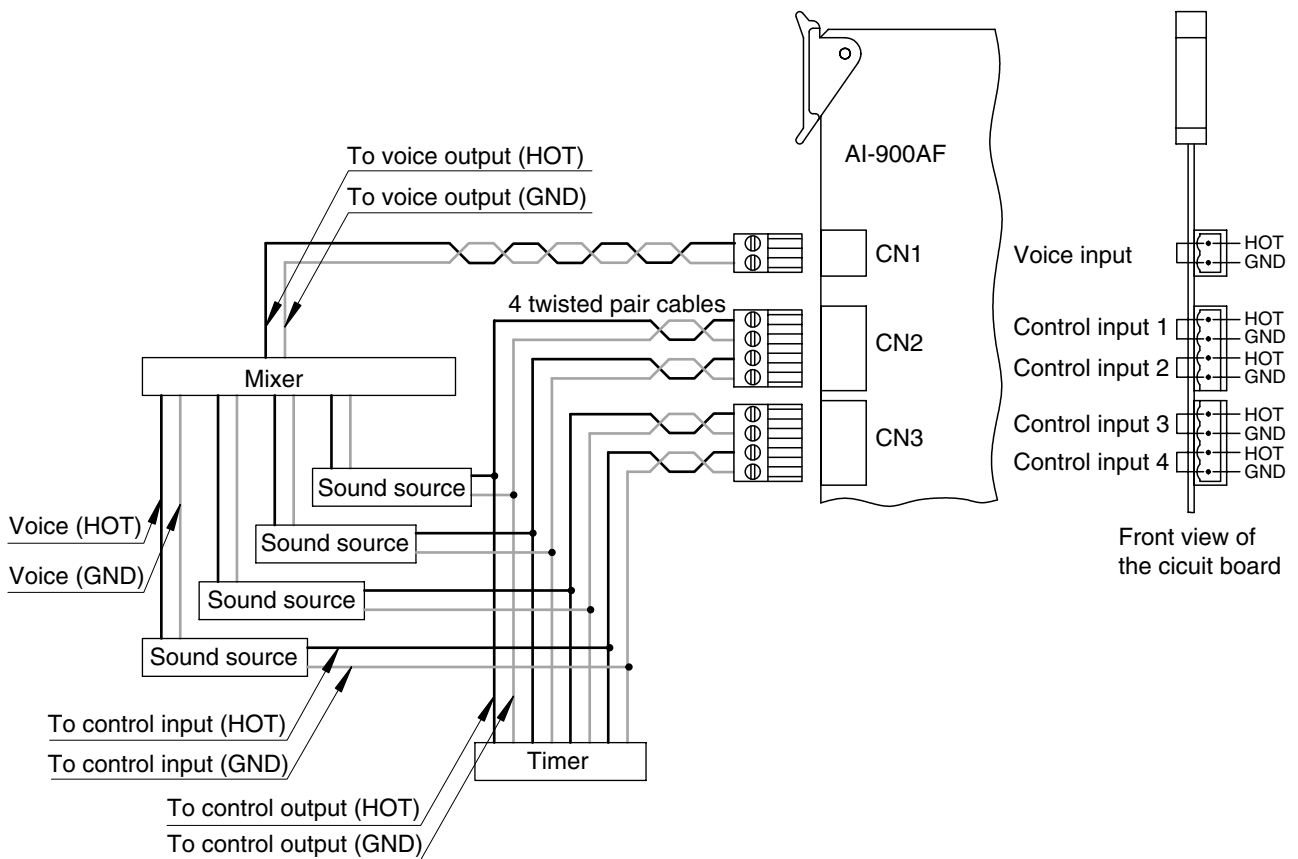 AI-900AF
To voice output (HOT)
To voice output (GND)
CN1
Voice input
HOT
GND
4 twisted pair cables
CN2
Control input 1
HOT
GND
Control input 2
HOT
GND
Mixer
CN3
Control input 3
HOT
GND
Control input 4
HOT
GND
Sound source
Voice (HOT)
Sound source
Voice (GND)
Front view of
the cicuit board
Sound source
Sound source
To control input (HOT)
To control input (GND)
Timer
To control output (HOT)
To control output (GND)